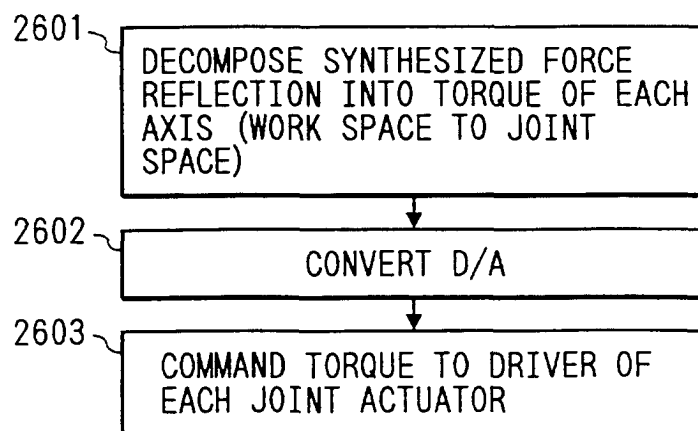 2601
DECOMPOSE SYNTHESIZED FORCE
REFLECTION INTO TORQUE OF EACH
AXIS (WORK SPACE TO JOINT
SPACE)
2602
CONVERT D/A
2603
COMMAND TORQUE TO DRIVER OF
EACH JOINT ACTUATOR